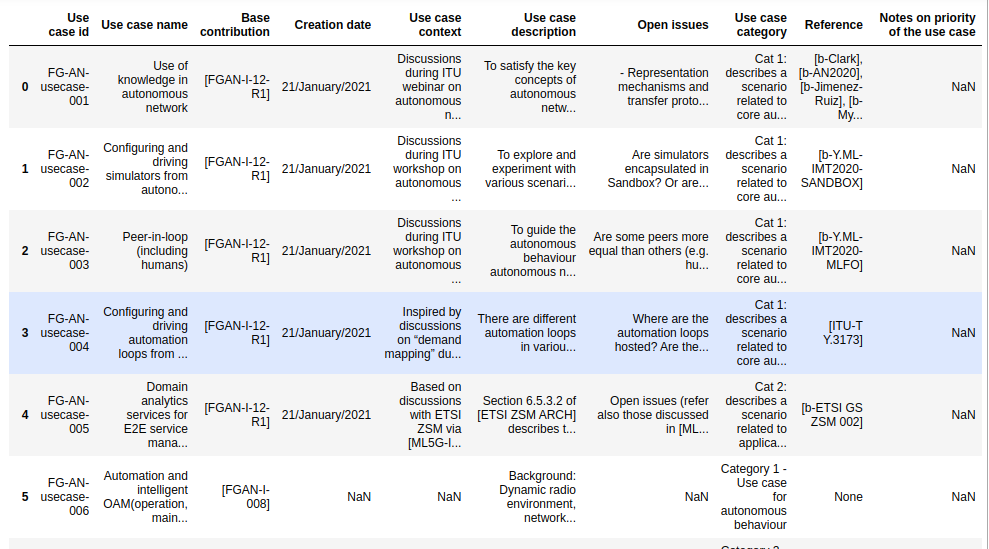 Use case id Use case name Base contribution Creation date Use case context Use case description Open issues Use case category Reference Notes on priority of the use case
0 FG-AN-usecase-001 Use of knowledge in autonomous network [FGAN-I-12-R1] 21/January/2021 Discussions during ITU webinar on autonomous n... To satisfy the key concepts of autonomous netw... - Representation mechanisms and transfer proto... Cat 1: describes a scenario related to core au... [b-Clark], [b-AN2020], [b-Jimenez-Ruiz], [b-My... NaN
1 FG-AN-usecase-002 Configuring and driving simulators from autono... [FGAN-I-12-R1] 21/January/2021 Discussions during ITU workshop on autonomous ... To explore and experiment with various scenari... Are simulators encapsulated in Sandbox? Or are... Cat 1: describes a scenario related to core au... [b-Y.ML-IMT2020-SANDBOX] NaN
2 FG-AN-usecase-003 Peer-in-loop (including humans) [FGAN-I-12-R1] 21/January/2021 Discussions during ITU workshop on autonomous ... To guide the autonomous behaviour autonomous n... Are some peers more equal than others (e.g. hu... Cat 1: describes a scenario related to core au... [b-Y.ML-IMT2020-MLFO] NaN
3 FG-AN-usecase-004 Configuring and driving automation loops from ... [FGAN-I-12-R1] 21/January/2021 Inspired by discussions on “demand mapping” du... There are different automation loops in variou... Where are the automation loops hosted? Are the... Cat 1: describes a scenario related to core au... [ITU-T Y.3173] NaN
4 FG-AN-usecase-005 Domain analytics services for E2E service mana... [FGAN-I-12-R1] 21/January/2021 Based on discussions with ETSI ZSM via [ML5G-I... Section 6.5.3.2 of [ETSI ZSM ARCH] describes t... Open issues (refer also those discussed in [ML... Cat 2: describes a scenario related to applica... [b-ETSI GS ZSM 002] NaN
5 FG-AN-usecase-006 Automation and intelligent OAM(operation, main... [FGAN-I-008] NaN NaN Background: Dynamic radio environment, network... NaN Category 1 - Use case for autonomous behaviour None NaN